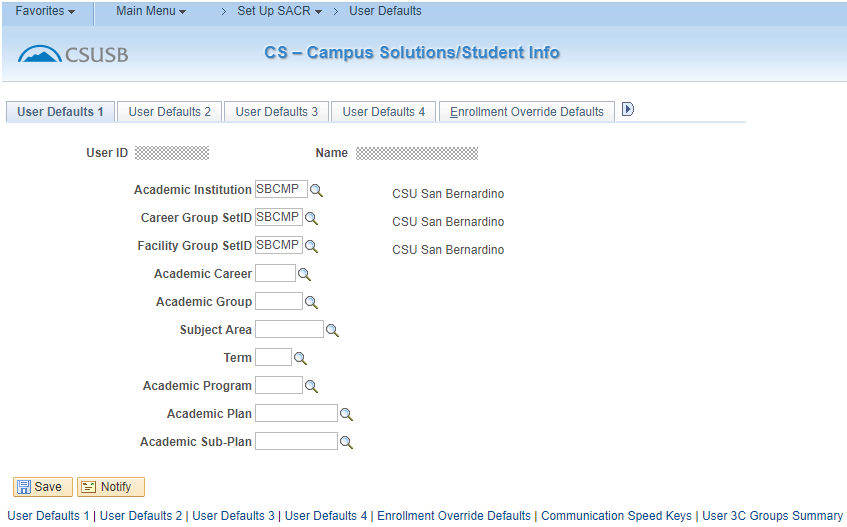 Favorites Main Menu > Set Up SACR > User Defaults
CSUSB CS – Campus Solutions/Student Info
User Defaults 1 User Defaults 2 User Defaults 3 User Defaults 4 Enrollment Override Defaults
User ID Name
Academic Institution SBCMP CSU San Bernardino
Career Group SetID SBCMP CSU San Bernardino
Facility Group SetID SBCMP CSU San Bernardino
Academic Career
Academic Group
Subject Area
Term
Academic Program
Academic Plan
Academic Sub-Plan
Save Notify
User Defaults 1 | User Defaults 2 | User Defaults 3 | User Defaults 4 | Enrollment Override Defaults | Communication Speed Keys | User 3C Groups Summary